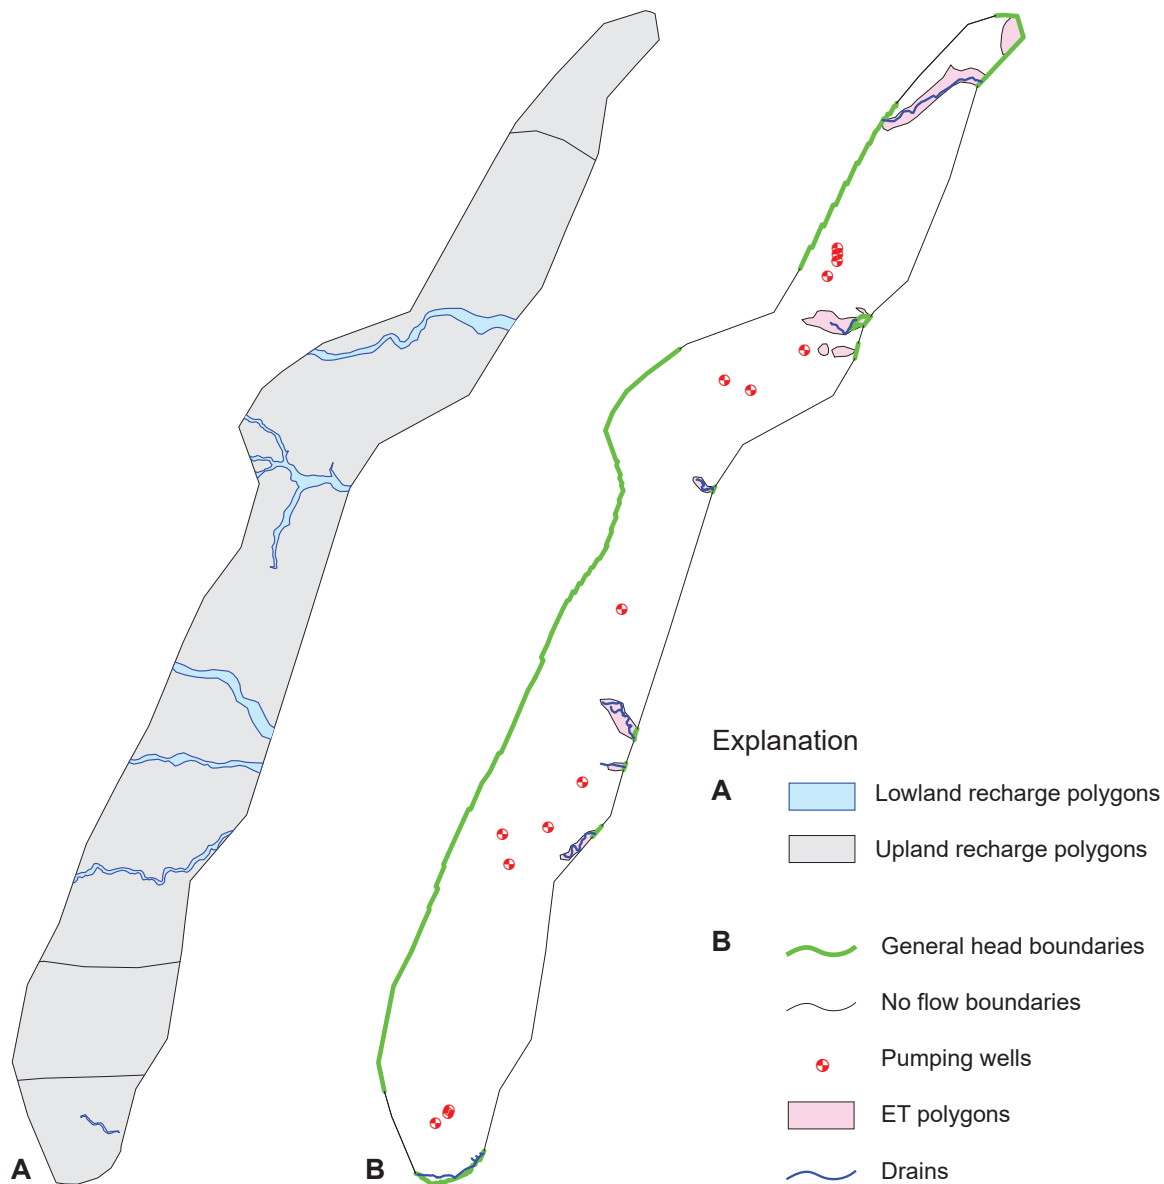 Explanation
A
Lowland recharge polygons
Upland recharge polygons
B
General head boundaries
No flow boundaries
Pumping wells
ET polygons
Drains
A
B